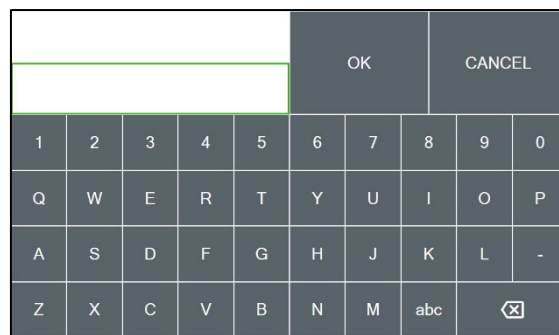 OK CANCEL
1 2 3 4 5 6 7 8 9 0
Q W E R T Y U I O P
A S D F G H J K L -
Z X C V B N M abc